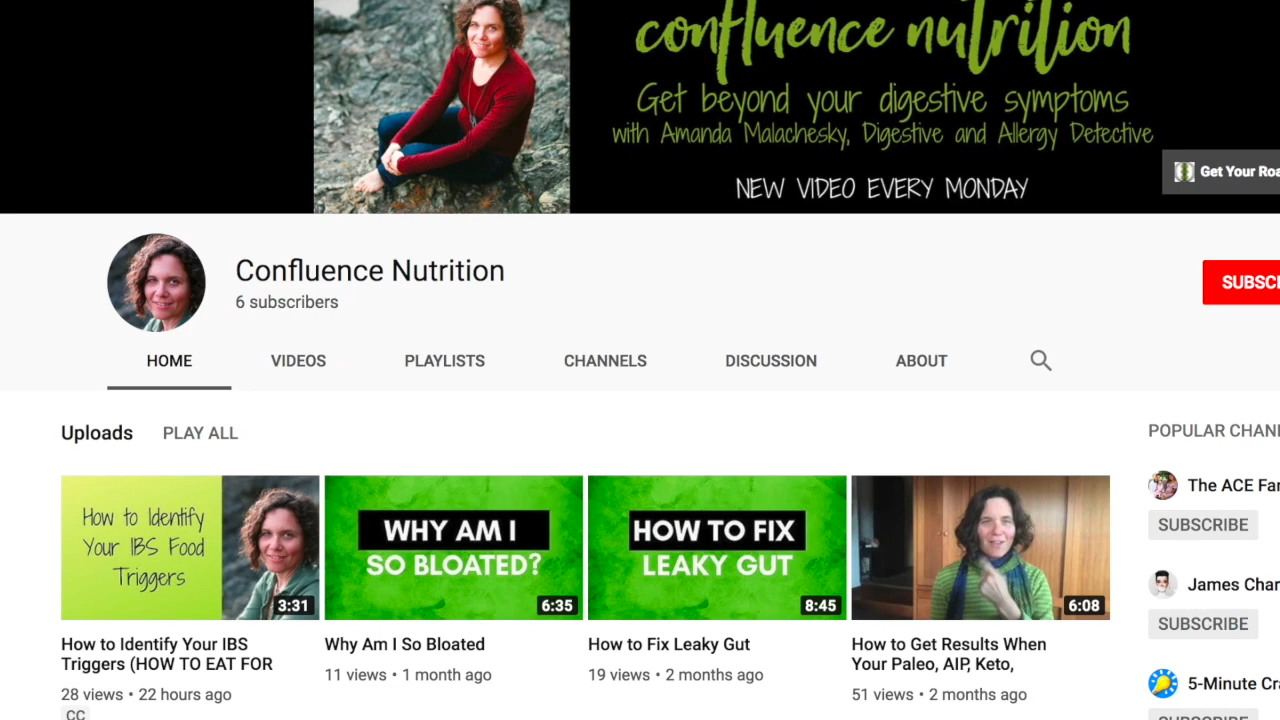 confluence nutrition
Get beyond your digestive symptoms
with Amanda Malachesky, Digestive and Allergy Detective
NEW VIDEO EVERY MONDAY
Get Your
Confluence Nutrition
6 subscribers
HOME VIDEOS PLAYLISTS CHANNELS DISCUSSION ABOUT
Uploads PLAY ALL
POPULAR
How to Identify
Your IBS Food
Triggers
3:31
WHY AM I
SO BLOATED?
6:35
HOW TO FIX
LEAKY GUT
8:45
6:08
How to Identify Your IBS
Triggers (HOW TO EAT FOR
28 views • 22 hours ago
CC
Why Am I So Bloated
11 views • 1 month ago
How to Fix Leaky Gut
19 views • 2 months ago
How to Get Results When
Your Paleo, AIP, Keto,
51 views • 2 months ago
The ACE
SUBSCRIBE
James
SUBSCRIBE
5-Minute